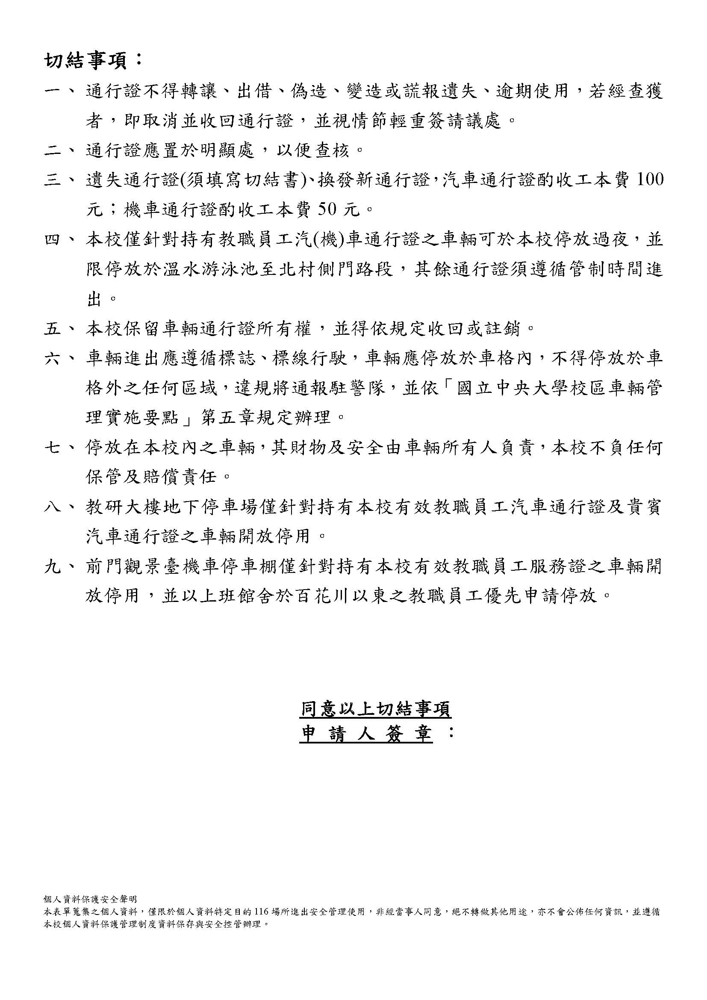 切結事項：
一、通行證不得轉讓、出借、偽造、變造或謊報遺失、逾期使用，若經查獲
者，即取消並收回通行證，並視情節輕重簽請議處。
二、通行證應置於明顯處，以便查核。
三、遺失通行證(須填寫切結書)、換發新通行證，汽車通行證酌收工本費 100
元；機車通行證酌收工本費 50 元。
四、本校僅針對持有教職員工汽(機)車通行證之車輛可於本校停放過夜，並
限停放於溫水游泳池至北村側門路段，其餘通行證須遵循管制時間進
出。
五、本校保留車輛通行證所有權，並得依規定收回或註銷。
六、車輛進出應遵循標誌、標線行駛，車輛應停放於車格內，不得停放於車
格外之任何區域，違規將通報駐警隊，並依「國立中央大學校區車輛管
理實施要點」第五章規定辦理。
七、停放在本校內之車輛，其財物及安全由車輛所有人負責，本校不負任何
保管及賠償責任。
八、教研大樓地下停車場僅針對持有本校有效教職員工汽車通行證及貴賓
汽車通行證之車輛開放停用。
九、前門觀景臺機車停車棚僅針對持有本校有效教職員工服務證之車輛開
放停用，並以上班館舍於百花川以東之教職員工優先申請停放。
同意以上切結事項
申請人簽章：
個人資料保護安全聲明
本表單蒐集之個人資料，僅限於個人資料特定目的 116 場所進出安全管理使用，非經當事人同意，絕不轉做其他用途，亦不會公佈任何資訊，並遵循
本校個人資料保護管理制度資料保存與安全控管辦理。